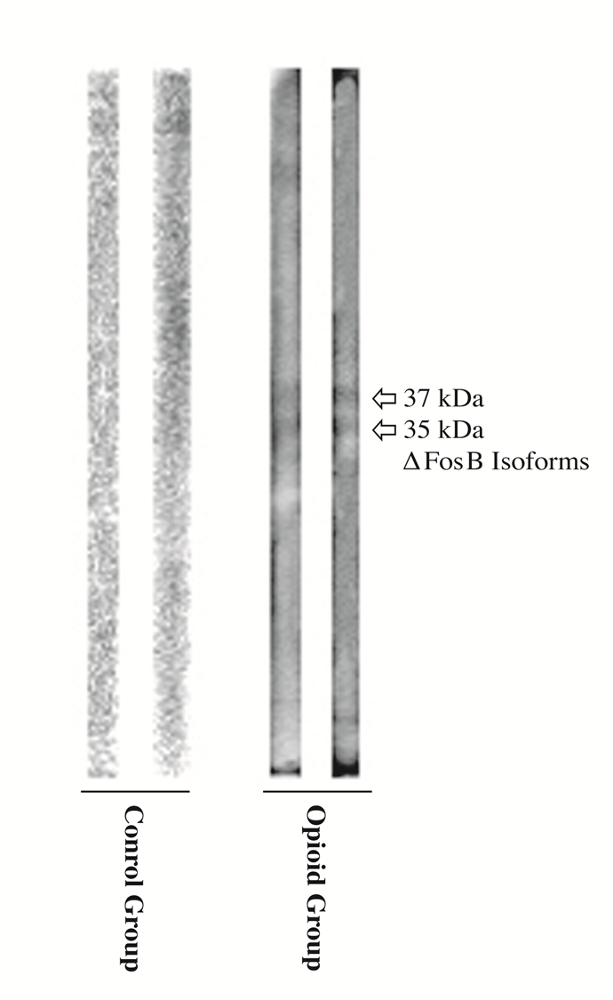 37 kDa
35 kDa
ΔFosB Isoforms
Conrol Group
Opioid Group